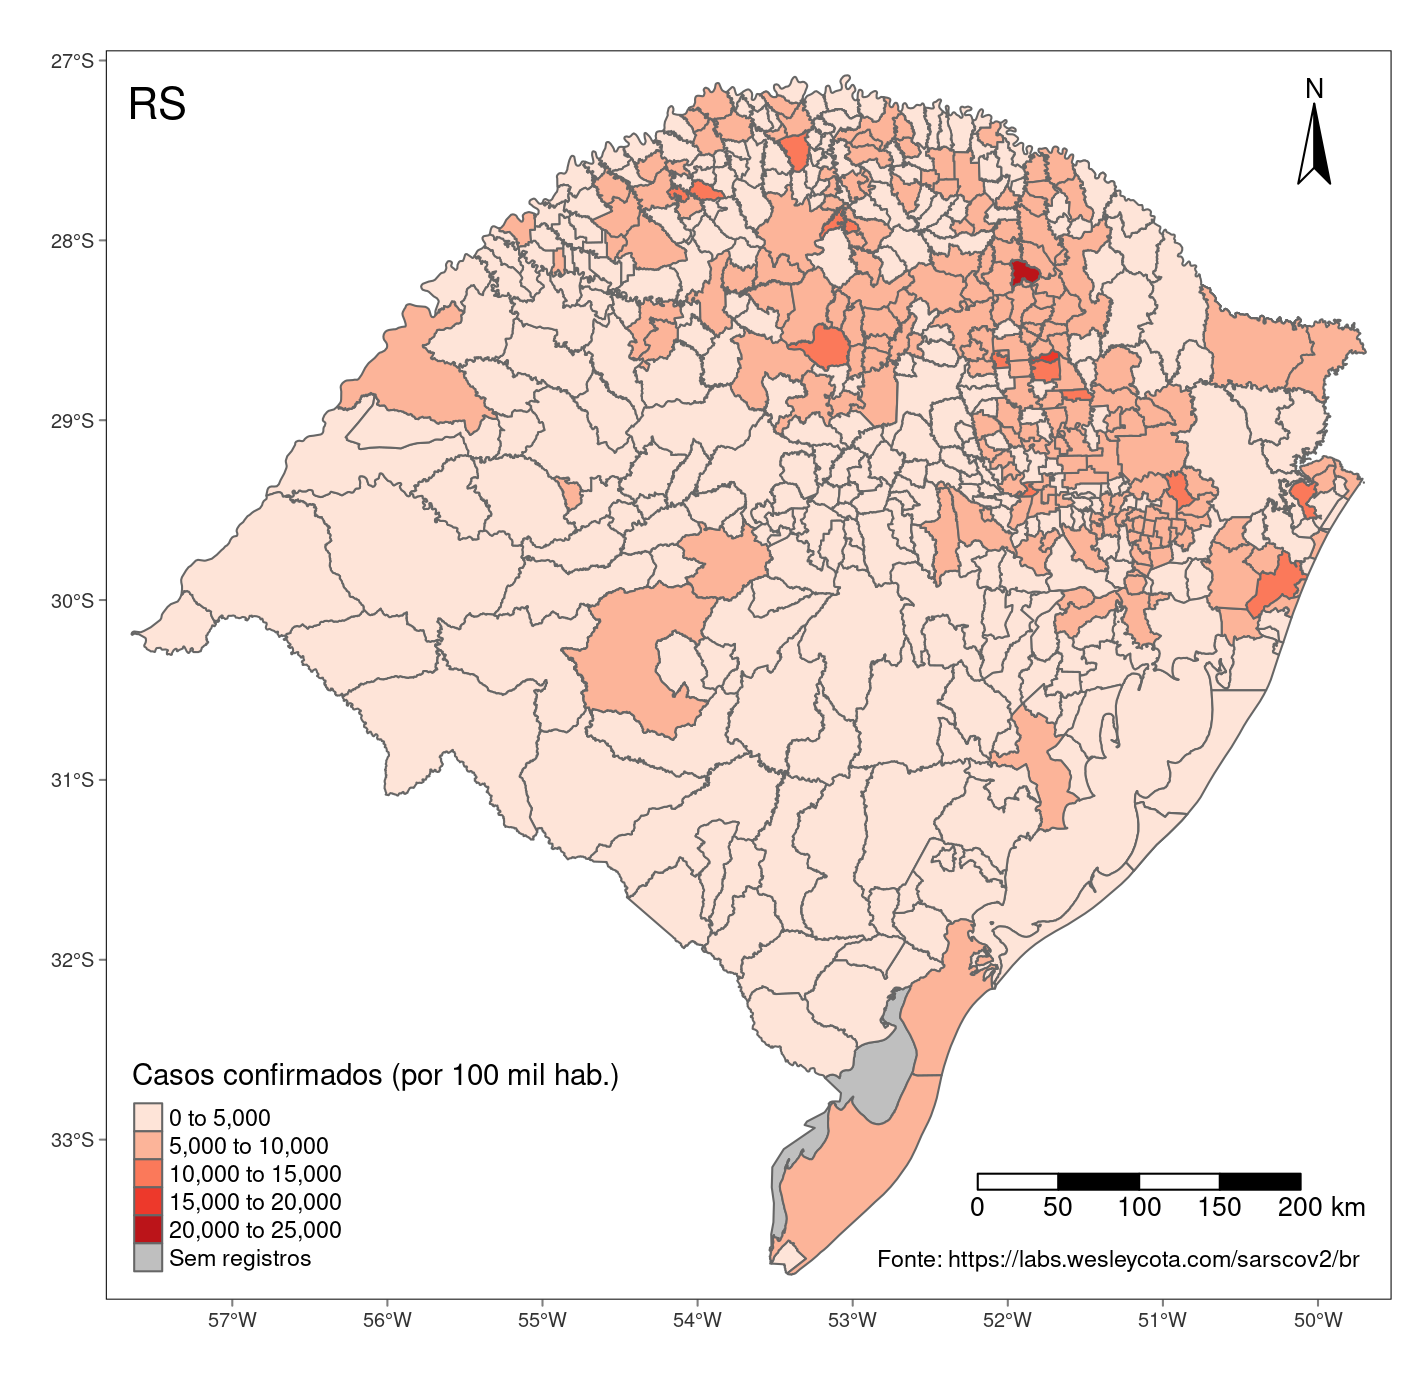 27°S
RS
N
28°S
29°S
30°S
31°S
32°S
33°S
Casos confirmados (por 100 mil hab.)
0 to 5,000
5,000 to 10,000
10,000 to 15,000
15,000 to 20,000
20,000 to 25,000
Sem registros
0 50 100 150 200 km
Fonte: https://labs.wesleycota.com/sarscov2/br
57°W 56°W 55°W 54°W 53°W 52°W 51°W 50°W